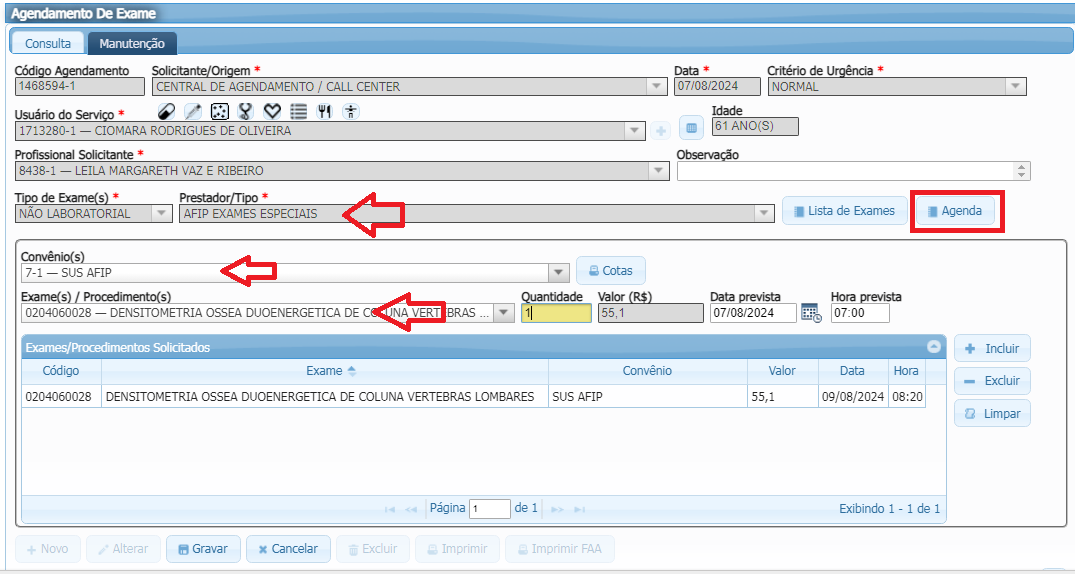 Agendamento De Exame
Consulta Manutenção
Código Agendamento Solicitante/Origem * Data * Critério de Urgência *
1468594-1 CENTRAL DE AGENDAMENTO / CALL CENTER 07/08/2024 NORMAL
Usuário do Serviço * Idade
1713280-1 — CIOMARA RODRIGUES DE OLIVEIRA 61 ANO(S)
Profissional Solicitante * Observação
8438-1 — LEILA MARGARETH VAZ E RIBEIRO
Tipo de Exame(s) * Prestador/Tipo *
NÃO LABORATORIAL AFIP EXAMES ESPECIAIS Lista de Exames Agenda
Convênio(s)
7-1 — SUS AFIP Cotas
Exame(s) / Procedimento(s) Quantidade Valor (R$) Data prevista Hora prevista
0204060028 — DENSITOMETRIA OSSEA DUOENERGETICA DE COLUNA VERTEBRAS ... 1 55,1 07/08/2024 07:00
Exames/Procedimentos Solicitados Incluir
Código Exame Convênio Valor Data Hora
Excluir
0204060028 DENSITOMETRIA OSSEA DUOENERGETICA DE COLUNA VERTEBRAS LOMBARES SUS AFIP 55,1 09/08/2024 08:20
Limpar
Página 1 de 1 Exibindo 1 - 1 de 1
Novo Alterar Gravar Cancelar Excluir Imprimir Imprimir FAA